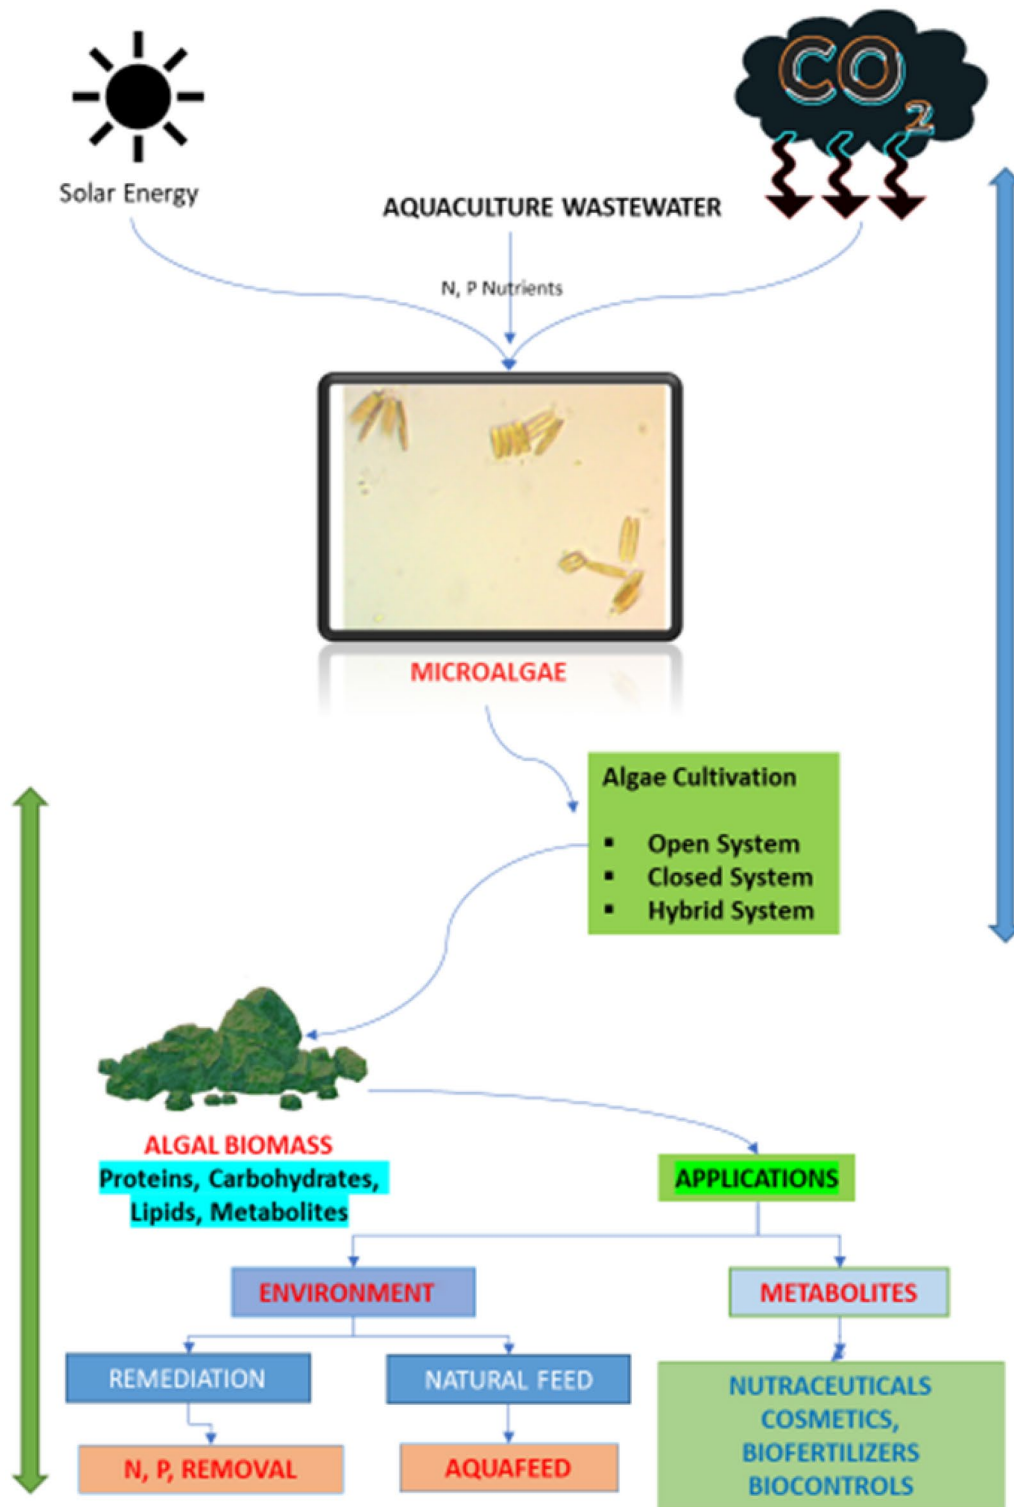 CO2
Solar Energy
AQUACULTURE WASTEWATER
N, P Nutrients
MICROALGAE
Algae Cultivation
▪ Open System
▪ Closed System
▪ Hybrid System
ALGAL BIOMASS
Proteins, Carbohydrates,
Lipids, Metabolites
APPLICATIONS
ENVIRONMENT
METABOLITES
REMEDIATION
NATURAL FEED
N, P, REMOVAL
AQUAFEED
NUTRACEUTICALS
COSMETICS,
BIOFERTILIZERS
BIOCONTROLS